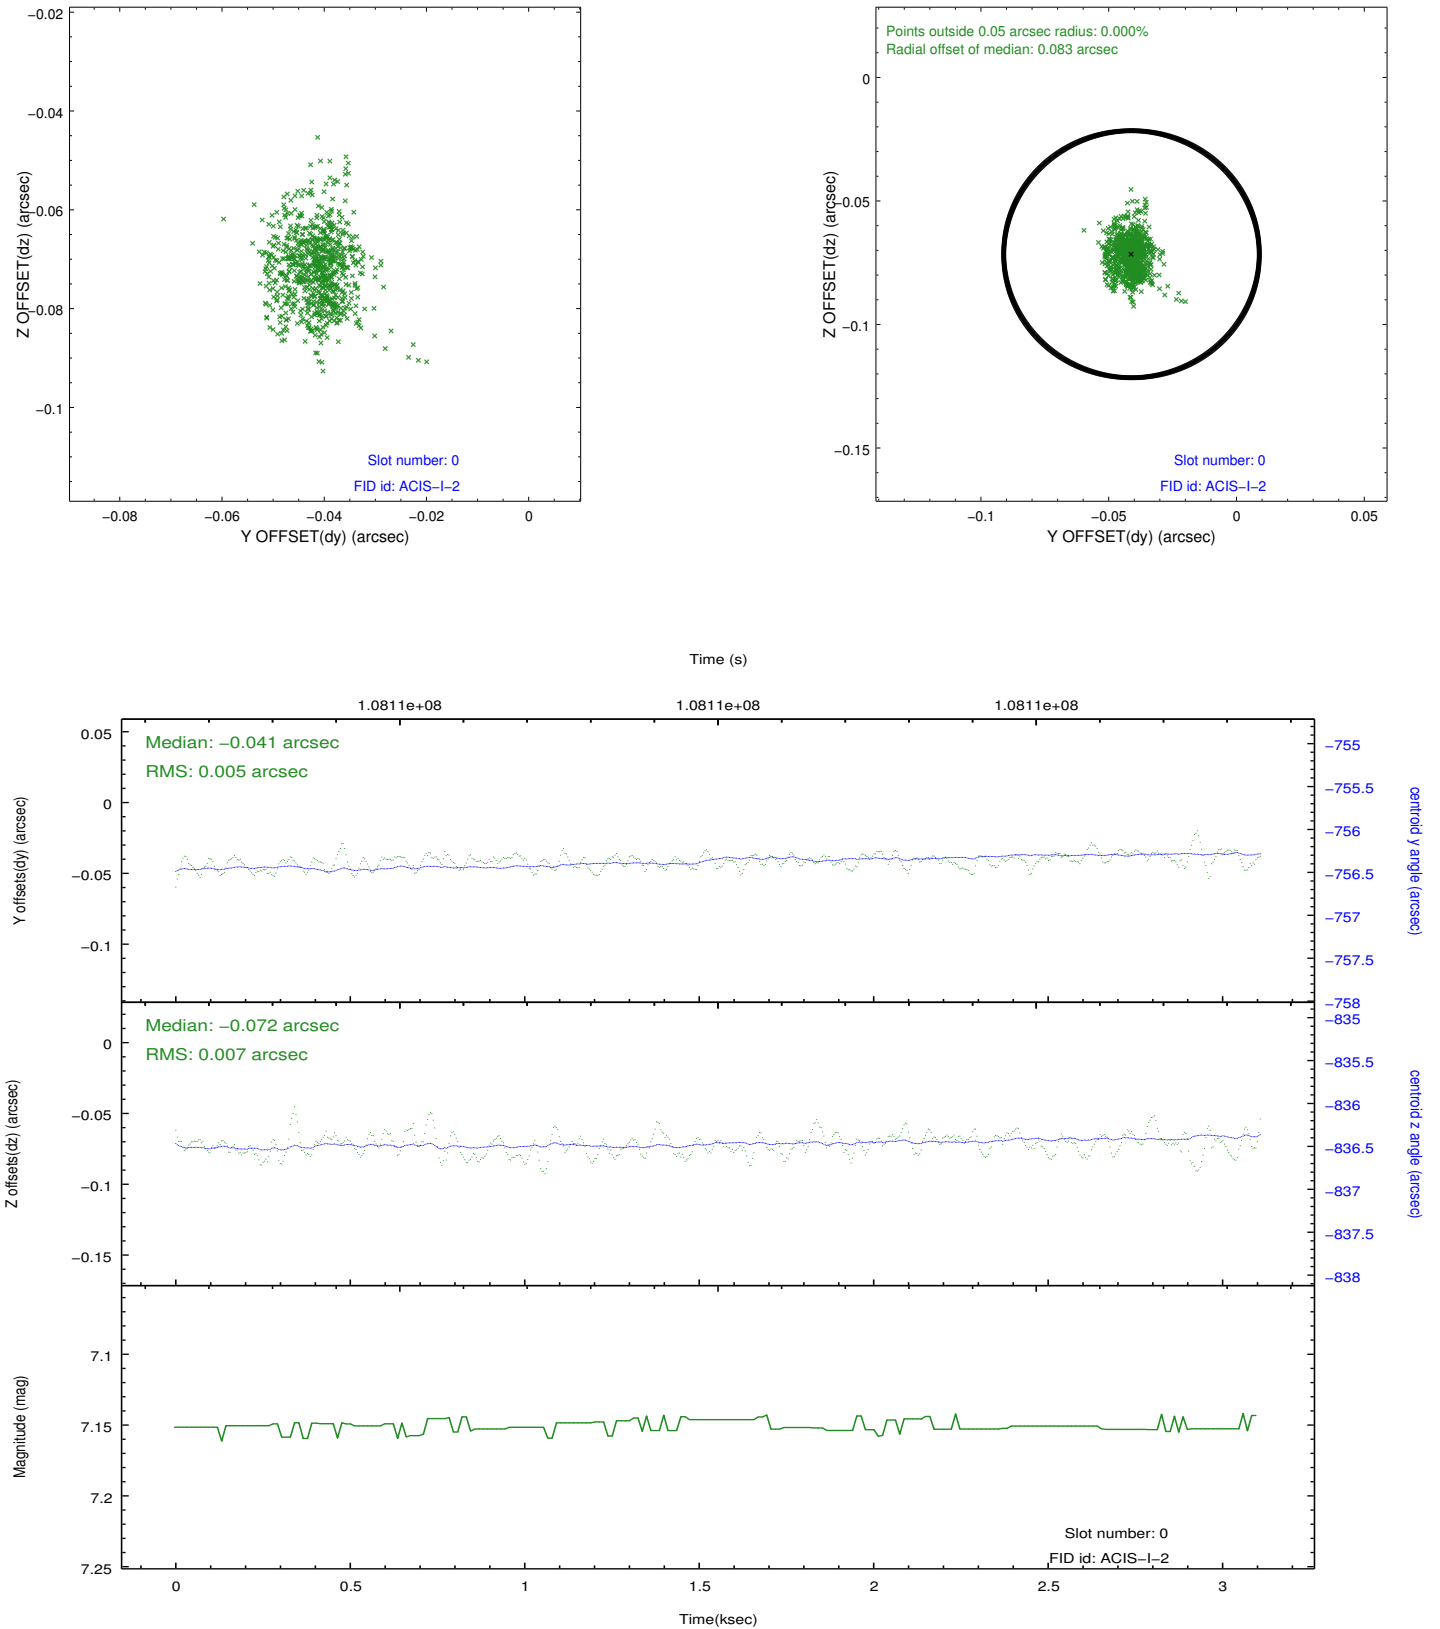 −0.02
−0.04
−0.06
−0.08
−0.1
Z OFFSET(dz) (arcsec)
Slot number: 0
FID id: ACIS−I−2
−0.08 −0.06 −0.04 −0.02 0
Y OFFSET(dy) (arcsec)
Points outside 0.05 arcsec radius: 0.000%
Radial offset of median: 0.083 arcsec
0
−0.05
−0.1
−0.15
Z OFFSET(dz) (arcsec)
Slot number: 0
FID id: ACIS−I−2
−0.1 −0.05 0 0.05
Y OFFSET(dy) (arcsec)
Time (s)
1.0811e+08 1.0811e+08 1.0811e+08
Median: −0.041 arcsec
RMS: 0.005 arcsec
0.05
0
−0.05
−0.1
Y offsets(dy) (arcsec)
−755
−755.5
−756
−756.5
−757
−757.5
−758
centroid y angle (arcsec)
Median: −0.072 arcsec
RMS: 0.007 arcsec
0
−0.05
−0.1
−0.15
Z offsets(dz) (arcsec)
−835
−835.5
−836
−836.5
−837
−837.5
−838
centroid z angle (arcsec)
7.1
7.15
7.2
7.25
Magnitude (mag)
Slot number: 0
FID id: ACIS−I−2
0 0.5 1 1.5 2 2.5 3
Time(ksec)